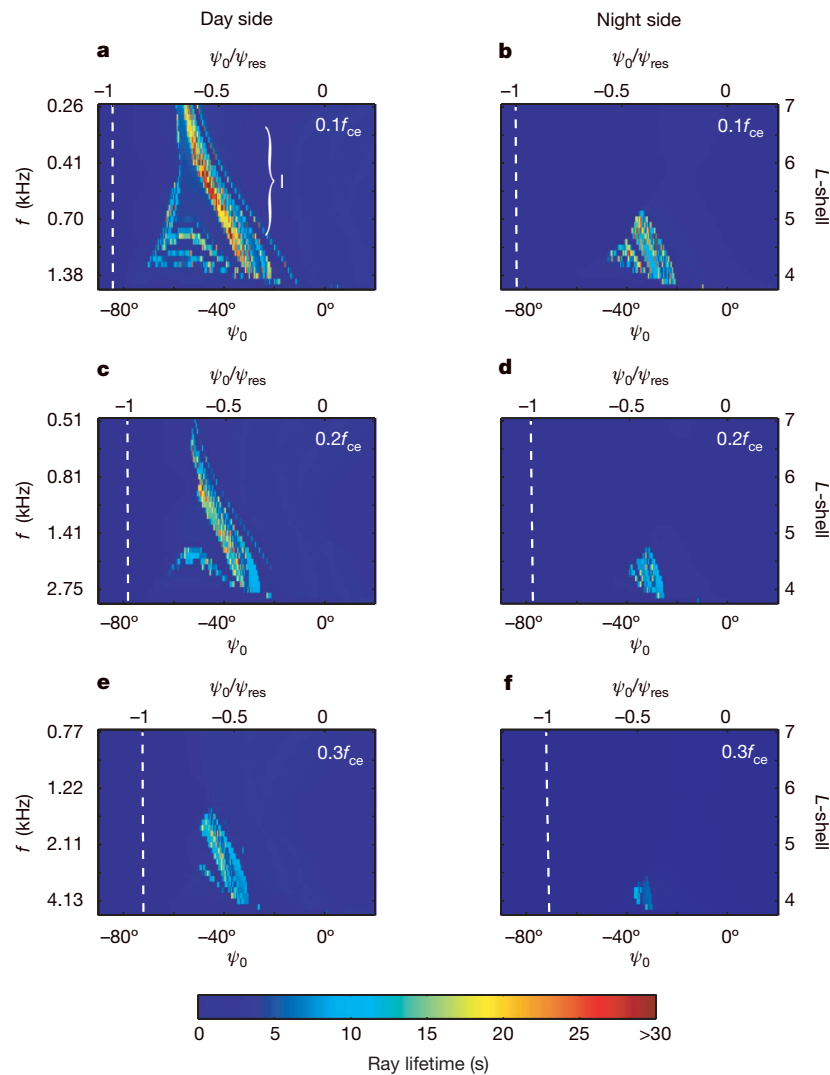 Day side
Night side
a
ψ0/ψres
−1
−0.5
0
0.26
0.41
0.70
1.38
f (kHz)
0.1fce
I
−80°
−40°
0°
ψ0
b
ψ0/ψres
−1
−0.5
0
0.1fce
7
6
5
4
L-shell
−80°
−40°
0°
ψ0
c
ψ0/ψres
−1
−0.5
0
0.51
0.81
1.41
2.75
f (kHz)
0.2fce
−80°
−40°
0°
ψ0
d
ψ0/ψres
−1
−0.5
0
0.2fce
7
6
5
4
L-shell
−80°
−40°
0°
ψ0
e
ψ0/ψres
−1
−0.5
0
0.77
1.22
2.11
4.13
f (kHz)
0.3fce
−80°
−40°
0°
ψ0
f
ψ0/ψres
−1
−0.5
0
0.3fce
7
6
5
4
L-shell
−80°
−40°
0°
ψ0
0 5 10 15 20 25 >30
Ray lifetime (s)